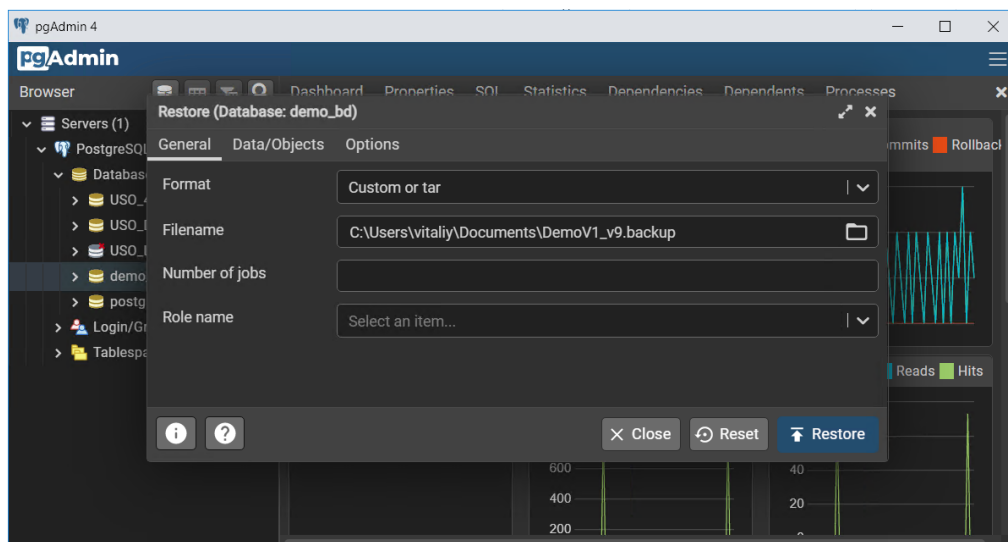 pgAdmin 4
pgAdmin
Browser
Dashboard Properties SQL Statistics Dependencies Dependents Processes
Restore (Database: demo_bd)
Servers (1)
General Data/Objects Options
PostgreSQL
Format
Custom or tar
Filename
C:\Users\vitaliy\Documents\DemoV1_v9.backup
Number of jobs
demo
Role name
Select an item...
Login/Gr
Tablespa
Rollback
Reads Hits
Close Reset Restore
600
400
200
40
20